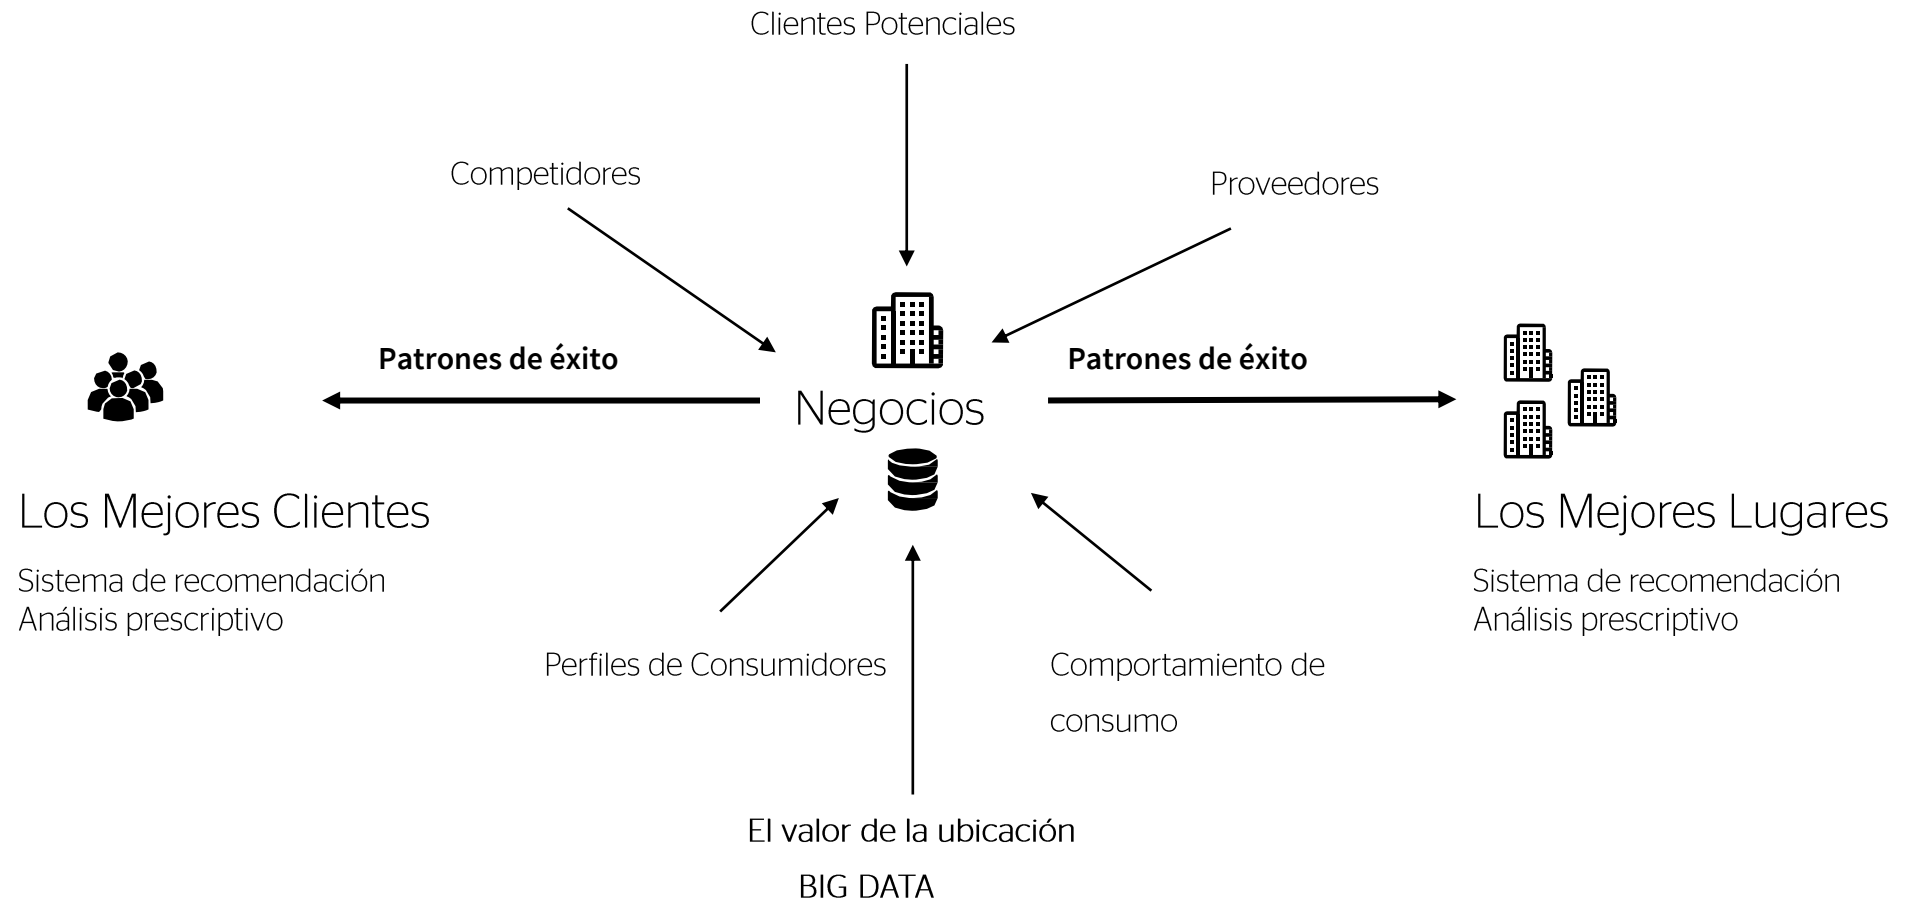 Clientes Potenciales
Competidores
Proveedores
Patrones de éxito
Patrones de éxito
Negocios
Los Mejores Clientes
Sistema de recomendación
Análisis prescriptivo
Los Mejores Lugares
Sistema de recomendación
Análisis prescriptivo
Perfiles de Consumidores
Comportamiento de
consumo
El valor de la ubicación
BIG DATA